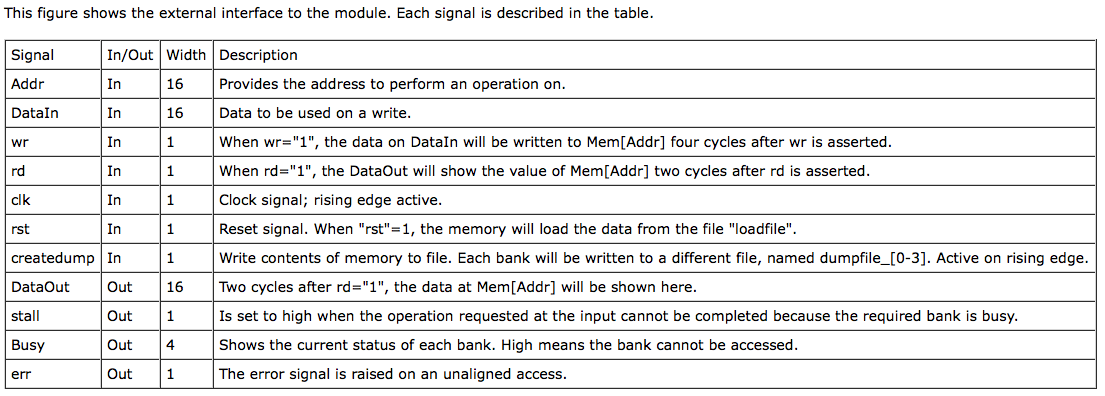 This figure shows the external interface to the module. Each signal is described in the table.
Signal In/Out Width Description
Addr In 16 Provides the address to perform an operation on.
DataIn In 16 Data to be used on a write.
wr In 1 When wr="1", the data on DataIn will be written to Mem[Addr] four cycles after wr is asserted.
rd In 1 When rd="1", the DataOut will show the value of Mem[Addr] two cycles after rd is asserted.
clk In 1 Clock signal; rising edge active.
rst In 1 Reset signal. When "rst"=1, the memory will load the data from the file "loadfile".
createdump In 1 Write contents of memory to file. Each bank will be written to a different file, named dumpfile_[0-3]. Active on rising edge.
DataOut Out 16 Two cycles after rd="1", the data at Mem[Addr] will be shown here.
stall Out 1 Is set to high when the operation requested at the input cannot be completed because the required bank is busy.
Busy Out 4 Shows the current status of each bank. High means the bank cannot be accessed.
err Out 1 The error signal is raised on an unaligned access.